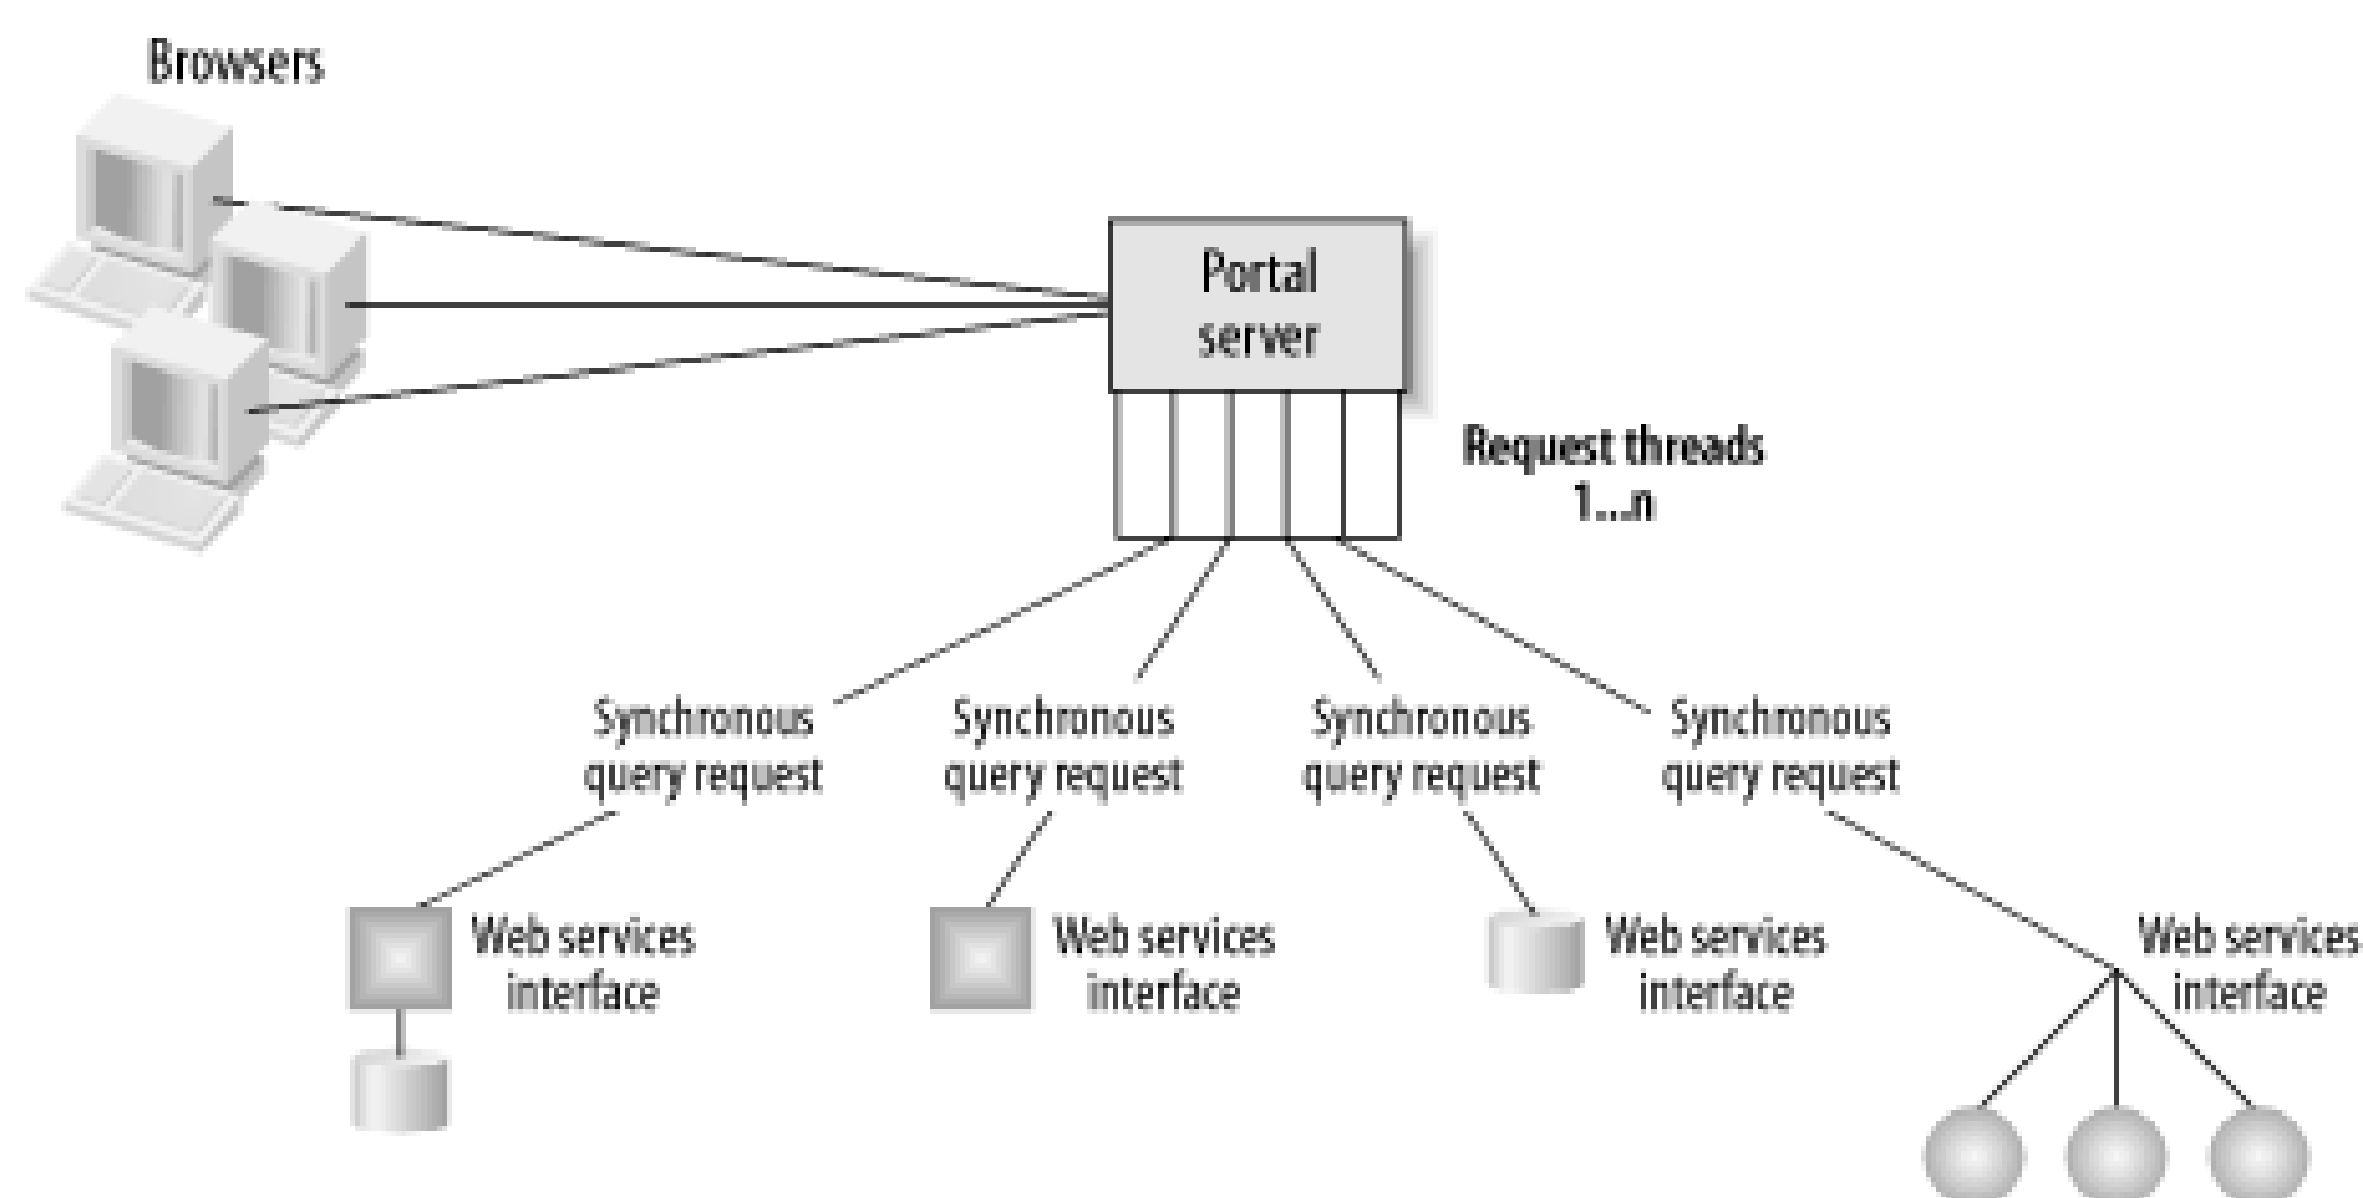 Browsers
Portal
server
Request threads
1...n
Synchronous
query request
Synchronous
query request
Synchronous
query request
Synchronous
query request
Web services
interface
Web services
interface
Web services
interface
Web services
interface